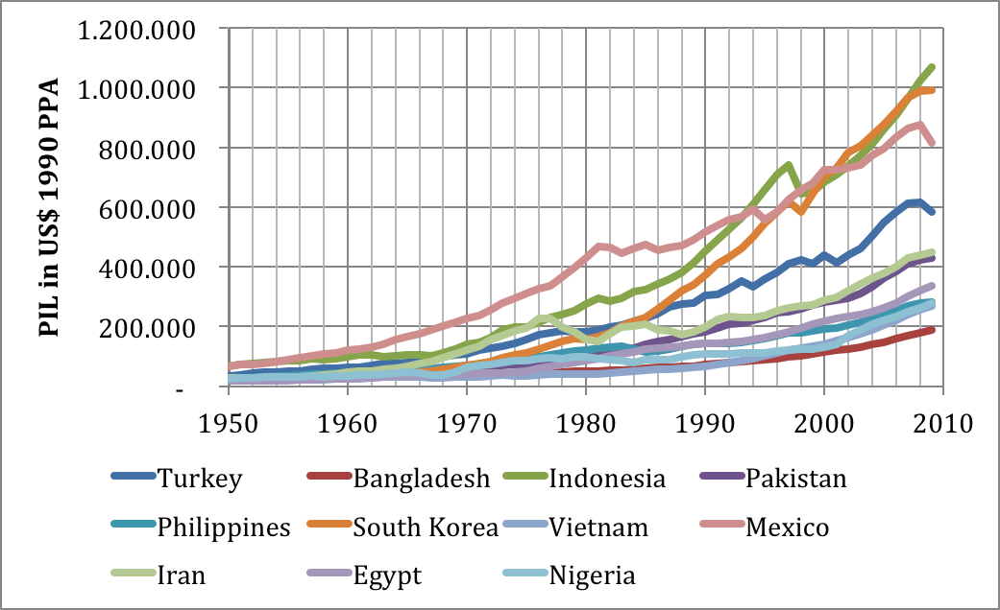 1.200.000
1.000.000
800.000
600.000
400.000
200.000
-
PIL in US$ 1990 PPA
1950 1960 1970 1980 1990 2000 2010
Turkey Bangladesh Indonesia Pakistan
Philippines South Korea Vietnam Mexico
Iran Egypt Nigeria